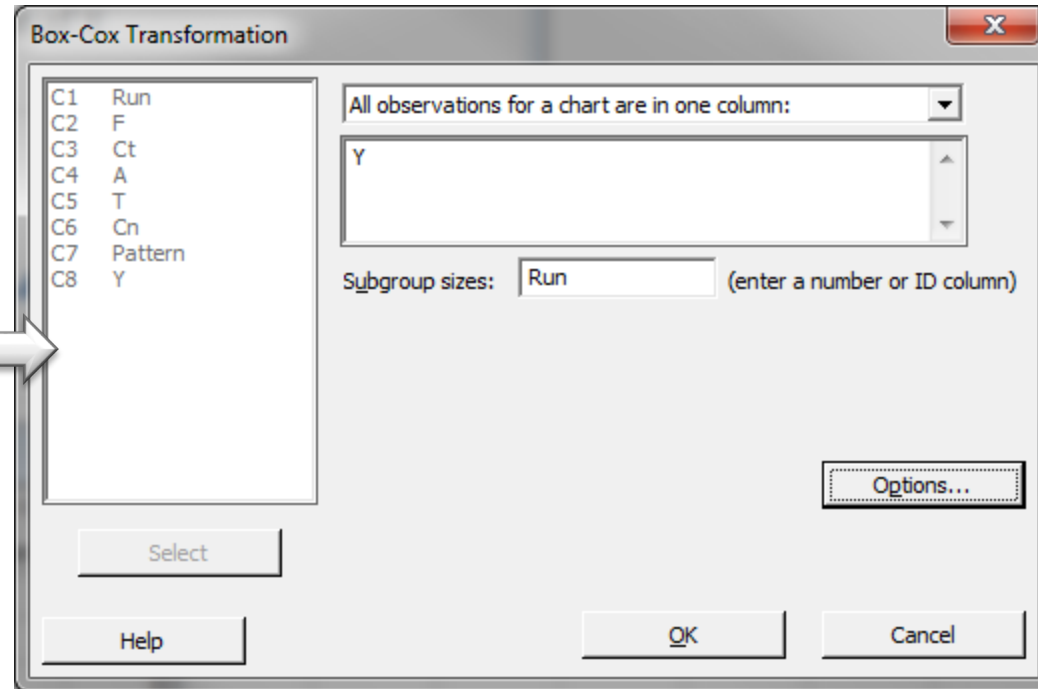 Box-Cox Transformation
x
C1 Run
C2 F
C3 Ct
C4 A
C5 T
C6 Cn
C7 Pattern
C8 Y
All observations for a chart are in one column:
Y
Subgroup sizes: Run (enter a number or ID column)
Options...
Select
Help
OK
Cancel